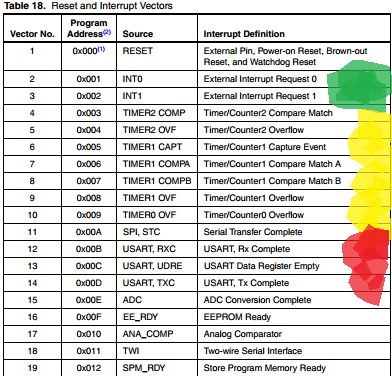 Table 18. Reset and Interrupt Vectors
Vector No. Program Address(2) Source Interrupt Definition
1 0x000(1) RESET External Pin, Power-on Reset, Brown-out Reset, and Watchdog Reset
2 0x001 INT0 External Interrupt Request 0
3 0x002 INT1 External Interrupt Request 1
4 0x003 TIMER2 COMP Timer/Counter2 Compare Match
5 0x004 TIMER2 OVF Timer/Counter2 Overflow
6 0x005 TIMER1 CAPT Timer/Counter1 Capture Event
7 0x006 TIMER1 COMPA Timer/Counter1 Compare Match A
8 0x007 TIMER1 COMPB Timer/Counter1 Compare Match B
9 0x008 TIMER1 OVF Timer/Counter1 Overflow
10 0x009 TIMER0 OVF Timer/Counter0 Overflow
11 0x00A SPI, STC Serial Transfer Complete
12 0x00B USART, RXC USART, Rx Complete
13 0x00C USART, UDRE USART Data Register Empty
14 0x00D USART, TXC USART, Tx Complete
15 0x00E ADC ADC Conversion Complete
16 0x00F EE_RDY EEPROM Ready
17 0x010 ANA_COMP Analog Comparator
18 0x011 TWI Two-wire Serial Interface
19 0x012 SPM_RDY Store Program Memory Ready